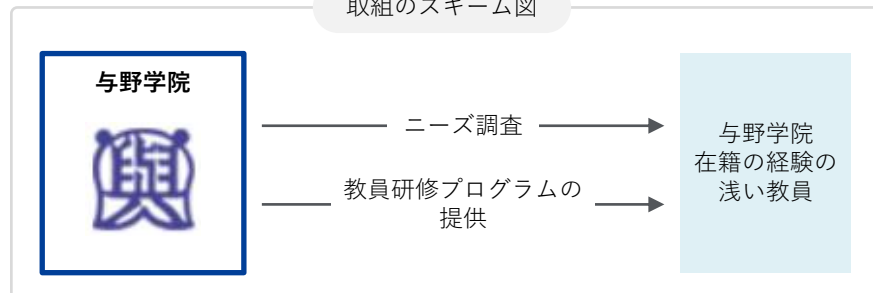 取組のスキーム図
与野学院
ニーズ調査
教員研修プログラムの
提供
与野学院
在籍の経験の
浅い教員